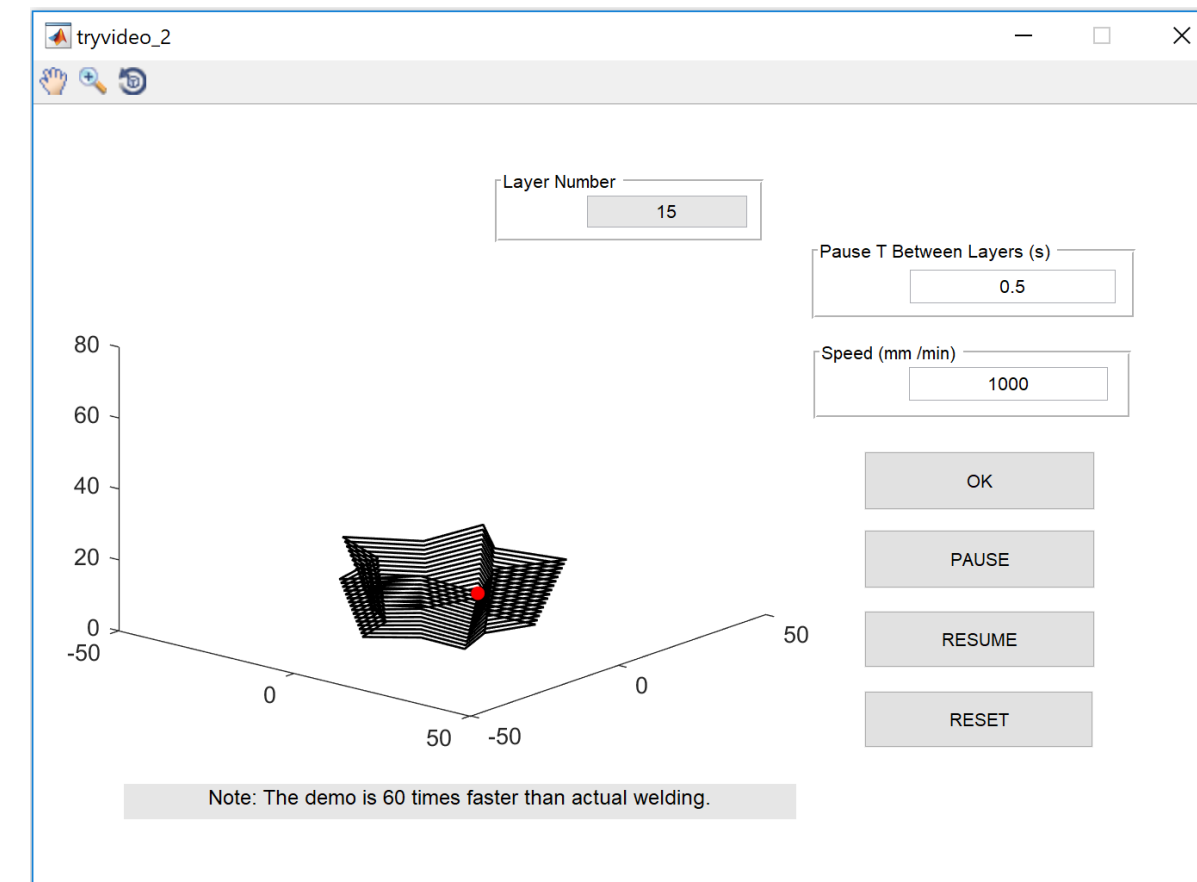 tryvideo_2
Layer Number
15
Pause T Between Layers (s)
0.5
Speed (mm /min)
1000
80
60
40
20
0
-50
0
50
-50
0
50
OK
PAUSE
RESUME
RESET
Note: The demo is 60 times faster than actual welding.